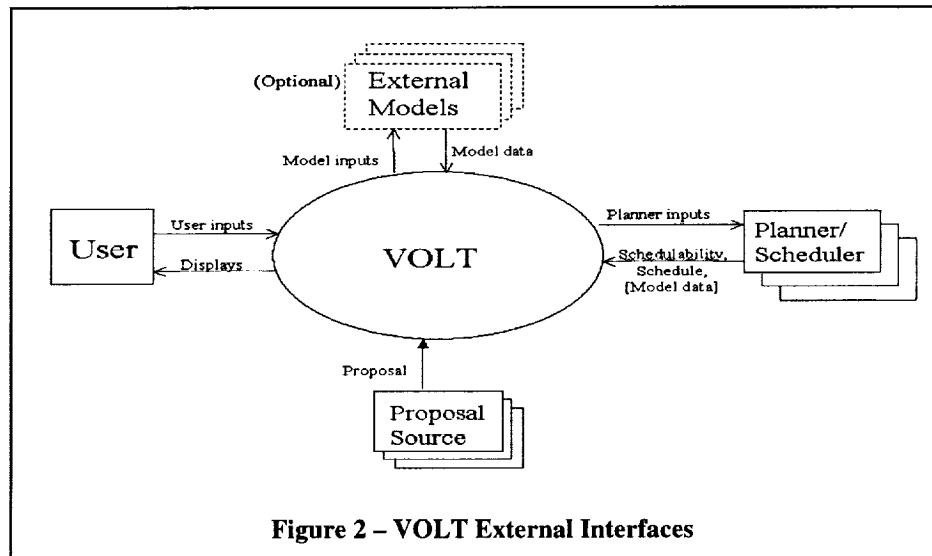 (Optional)
External
Models
Model inputs
Model data
User
User inputs
Displays
VOLT
Planner inputs
Schedulability,
Schedule,
[Model data]
Planner/
Scheduler
Proposal
Proposal
Source
Figure 2 – VOLT External Interfaces